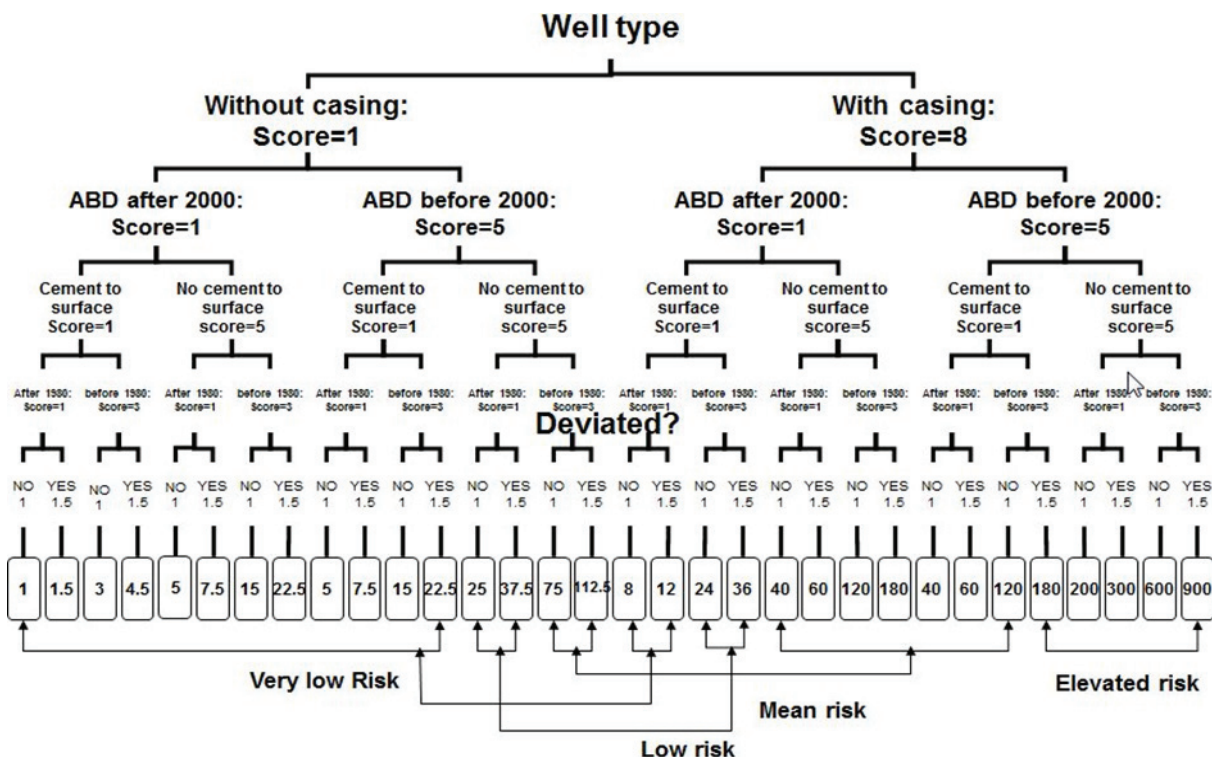 Well type
Without casing:
Score=1
With casing:
Score=8
ABD after 2000:
Score=1
ABD before 2000:
Score=5
ABD after 2000:
Score=1
ABD before 2000:
Score=5
Cement to
surface
Score=1
No cement to
surface
score=5
Cement to
surface
Score=1
No cement to
surface
score=5
Cement to
surface
Score=1
No cement to
surface
score=5
Cement to
surface
Score=1
No cement to
surface
score=5
After 1980:
Score=1
before 1980:
Score=3
After 1980:
Score=1
before 1980:
Score=3
After 1980:
Score=1
before 1980:
Score=3
After 1980:
Score=1
before 1980:
Score=3
After 1980:
Score=1
before 1980:
Score=3
After 1980:
Score=1
before 1980:
Score=3
After 1980:
Score=1
before 1980:
Score=3
After 1980:
Score=1
before 1980:
Score=3
Deviated?
NO YES NO YES NO YES NO YES NO YES NO YES NO YES NO YES NO YES NO YES NO YES NO YES NO YES NO YES NO YES NO YES
1 1.5 1 1.5 1 1.5 1 1.5 1 1.5 1 1.5 1 1.5 1 1.5 1 1.5 1 1.5 1 1.5 1 1.5 1 1.5 1 1.5 1 1.5 1 1.5
1 1.5 3 4.5 5 7.5 15 22.5 5 7.5 15 22.5 25 37.5 75 112.5 8 12 24 36 40 60 120 180 40 60 120 180 200 300 600 900
Very low Risk
Elevated risk
Mean risk
Low risk